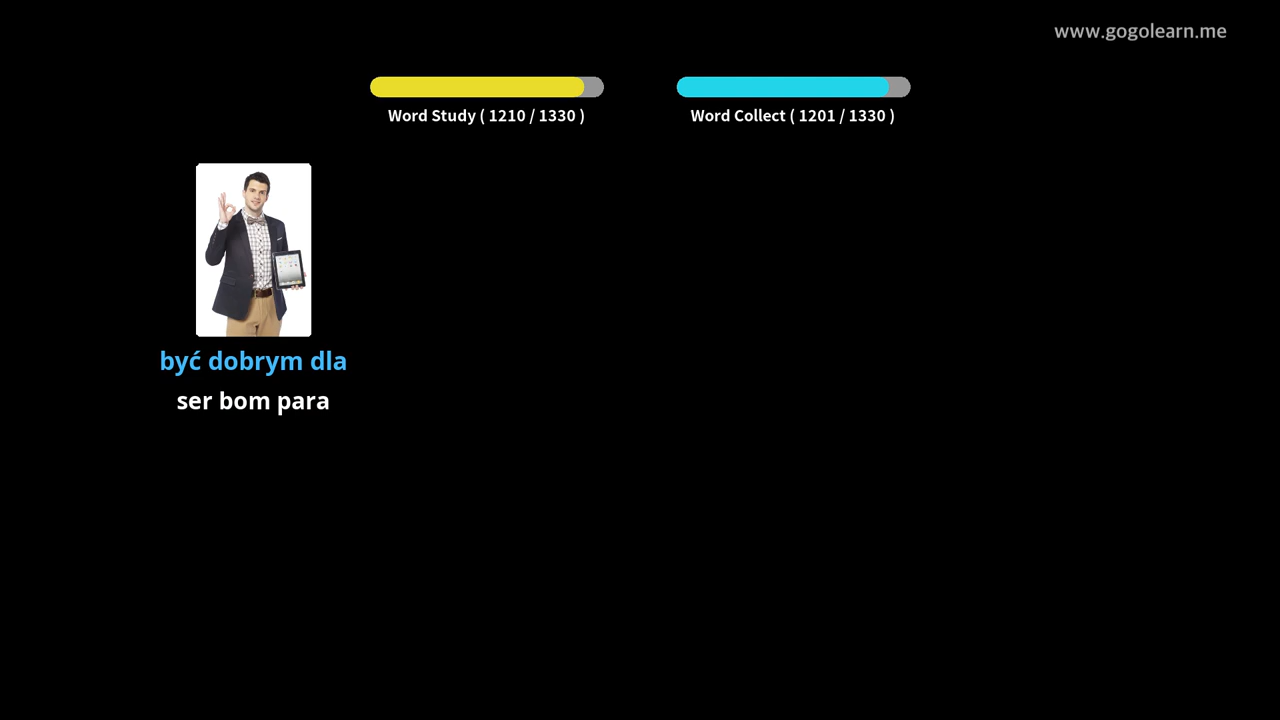 www.gogolearn.me
Word Study ( 1210 / 1330 )
Word Collect ( 1201 / 1330 )
być dobrym dla
ser bom para